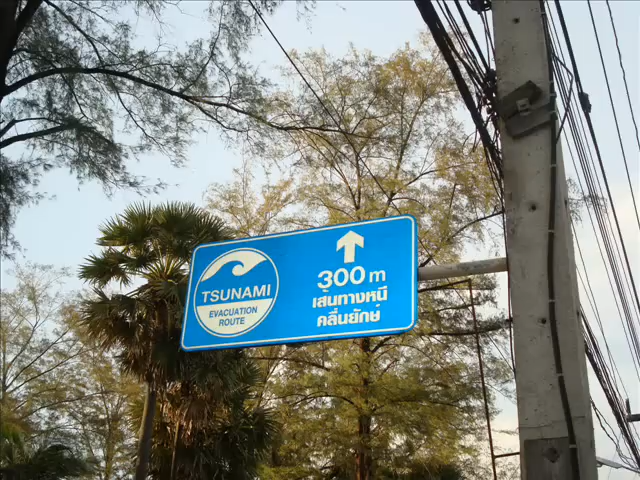 TSUNAMI
EVACUATION
ROUTE
300 m
เส้นทางหนี
คลื่นยักษ์